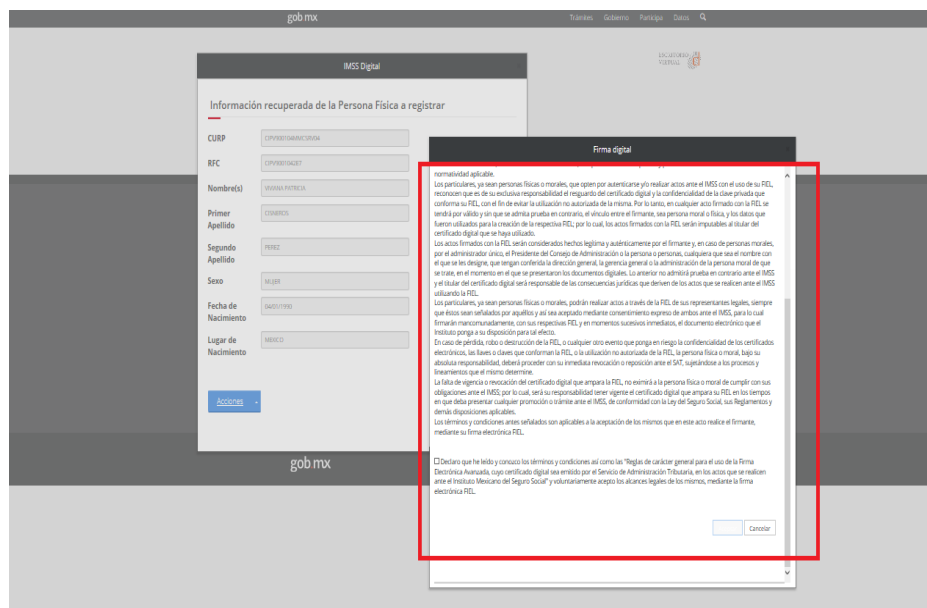 gob mx
Trámites Gobierno Participa Datos
IMSS Digital
ESCRITORIO
VIRTUAL
Información recuperada de la Persona Física a registrar
CURP
RFC
Nombre(s) VIVIANA PATRICIA
Primer CISNEROS
Apellido
Segundo PEREZ
Apellido
Sexo MUJER
Fecha de 04/01/1990
Nacimiento
Lugar de MEXICO
Nacimiento
Acciones
gob mx
Firma digital
normatividad aplicable.
Los particulares, ya sean personas físicas o morales, que opten por autenticarse y/o realizar actos ante el IMSS con el uso de su FIEL,
reconocen que es de su exclusiva responsabilidad el resguardo del certificado digital y la confidencialidad de la clave privada que
conforma su FIEL, con el fin de evitar la utilización no autorizada de la misma. Por lo tanto, en cualquier acto firmado con la FIEL se
tendrá por válido y sin que se admita prueba en contrario, el vínculo entre el firmante, sea persona moral o física, y los datos que
fueron utilizados para la creación de la respectiva FIEL; por lo cual, los actos firmados con la FIEL serán imputables al titular del
certificado digital que se haya utilizado.
Los actos firmados con la FIEL serán considerados hechos legítima y auténticamente por el firmante y, en caso de personas morales,
por el administrador único, el Presidente del Consejo de Administración o la persona o personas, cualquiera que sea el nombre con
el que se les designe, que tengan conferida la dirección general, la gerencia general o la administración de la persona moral de que
se trate, en el momento en el que se presentaron los documentos digitales. Lo anterior no admitirá prueba en contrario ante el IMSS
y el titular del certificado digital será responsable de las consecuencias jurídicas que deriven de los actos que se realicen ante el IMSS
utilizando la FIEL.
Los particulares, ya sean personas físicas o morales, podrán realizar actos a través de la FIEL de sus representantes legales, siempre
que éstos sean señalados por aquéllos y así sea aceptado mediante consentimiento expreso de ambos ante el IMSS, para lo cual
firmarán mancomunadamente, con sus respectivas FIEL y en momentos sucesivos inmediatos, el documento electrónico que el
Instituto ponga a su disposición para tal efecto.
En caso de pérdida, robo o destrucción de la FIEL, o cualquier otro evento que ponga en riesgo la confidencialidad de los certificados
electrónicos, las llaves o claves que conforman la FIEL, o la utilización no autorizada de la FIEL, la persona física o moral, bajo su
absoluta responsabilidad, deberá proceder con su inmediata revocación o reposición ante el SAT, sujetándose a los procesos y
lineamientos que el mismo determine.
La falta de vigencia o revocación del certificado digital que ampara la FIEL, no eximirá a la persona física o moral de cumplir con sus
obligaciones ante el IMSS; por lo cual, será su responsabilidad tener vigente el certificado digital que ampara su FIEL en los tiempos
en que deba presentar cualquier promoción o trámite ante el IMSS, de conformidad con la Ley del Seguro Social, sus Reglamentos y
demás disposiciones aplicables.
Los términos y condiciones antes señalados son aplicables a la aceptación de los mismos que en este acto realice el firmante,
mediante su firma electrónica FIEL.
Declaro que he leído y conozco los términos y condiciones así como las "Reglas de carácter general para el uso de la Firma
Electrónica Avanzada, cuyo certificado digital sea emitido por el Servicio de Administración Tributaria, en los actos que se realicen
ante el Instituto Mexicano del Seguro Social" y voluntariamente acepto los alcances legales de los mismos, mediante la firma
electrónica FIEL.
Cancelar